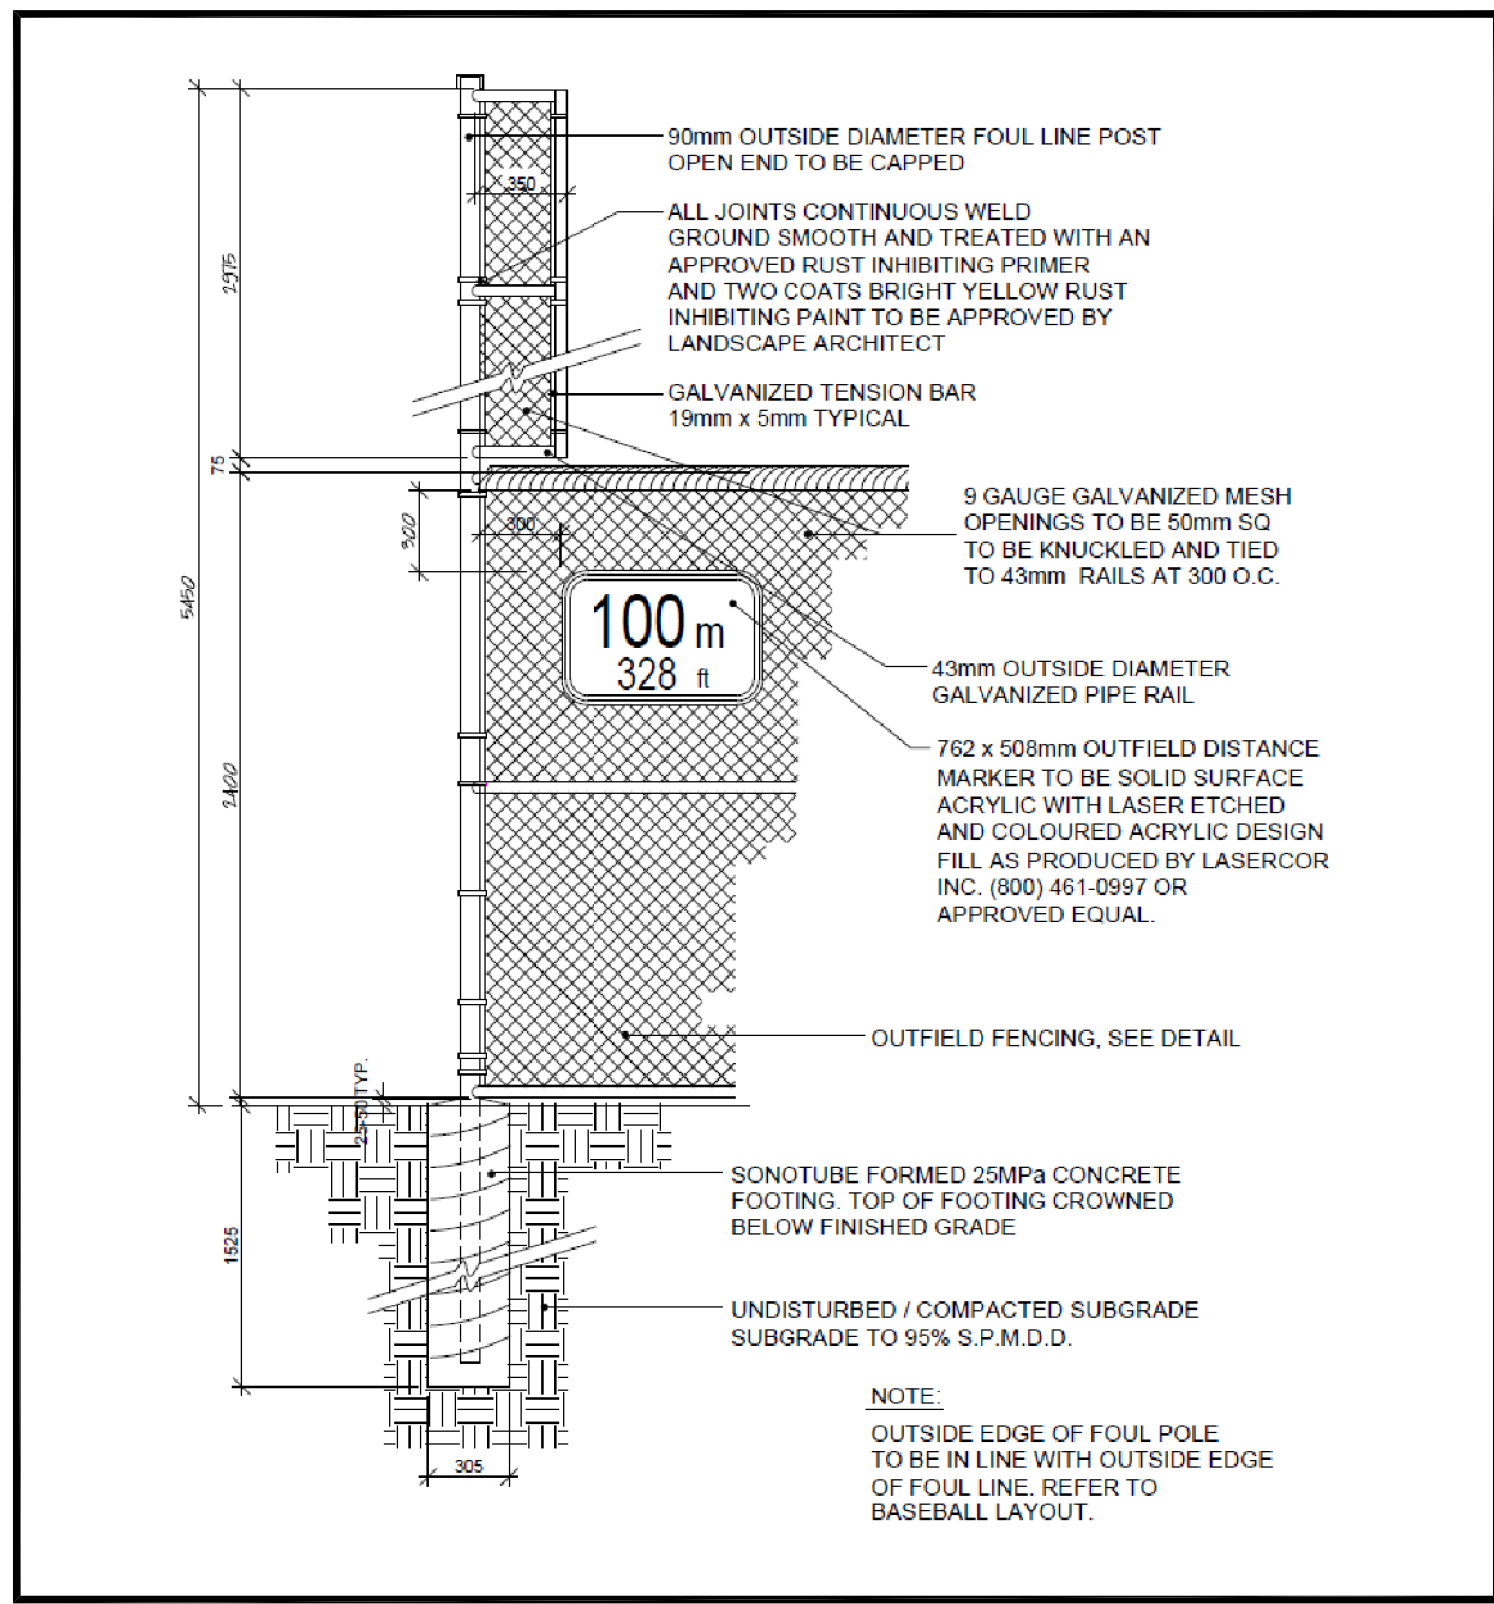 90mm OUTSIDE DIAMETER FOUL LINE POST
OPEN END TO BE CAPPED
350
ALL JOINTS CONTINUOUS WELD
GROUND SMOOTH AND TREATED WITH AN
APPROVED RUST INHIBITING PRIMER
AND TWO COATS BRIGHT YELLOW RUST
INHIBITING PAINT TO BE APPROVED BY
LANDSCAPE ARCHITECT
2975
GALVANIZED TENSION BAR
19mm x 5mm TYPICAL
75
9 GAUGE GALVANIZED MESH
OPENINGS TO BE 50mm SQ
TO BE KNUCKLED AND TIED
TO 43mm RAILS AT 300 O.C.
300
300
5450
100 m
328 ft
43mm OUTSIDE DIAMETER
GALVANIZED PIPE RAIL
2400
762 x 508mm OUTFIELD DISTANCE
MARKER TO BE SOLID SURFACE
ACRYLIC WITH LASER ETCHED
AND COLOURED ACRYLIC DESIGN
FILL AS PRODUCED BY LASERCOR
INC. (800) 461-0997 OR
APPROVED EQUAL.
OUTFIELD FENCING, SEE DETAIL
25-50 TYP.
SONOTUBE FORMED 25MPa CONCRETE
FOOTING. TOP OF FOOTING CROWNED
BELOW FINISHED GRADE
1525
UNDISTURBED / COMPACTED SUBGRADE
SUBGRADE TO 95% S.P.M.D.D.
NOTE:
OUTSIDE EDGE OF FOUL POLE
TO BE IN LINE WITH OUTSIDE EDGE
OF FOUL LINE. REFER TO
BASEBALL LAYOUT.
305